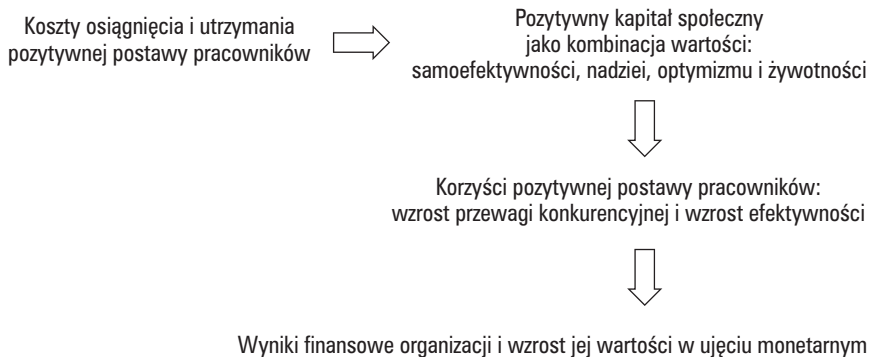 Koszty osiągnięcia i utrzymania
pozytywnej postawy pracowników
Pozytywny kapitał społeczny
jako kombinacja wartości:
samoefektywności, nadziei, optymizmu i żywotności
Korzyści pozytywnej postawy pracowników:
wzrost przewagi konkurencyjnej i wzrost efektywności
Wyniki finansowe organizacji i wzrost jej wartości w ujęciu monetarnym